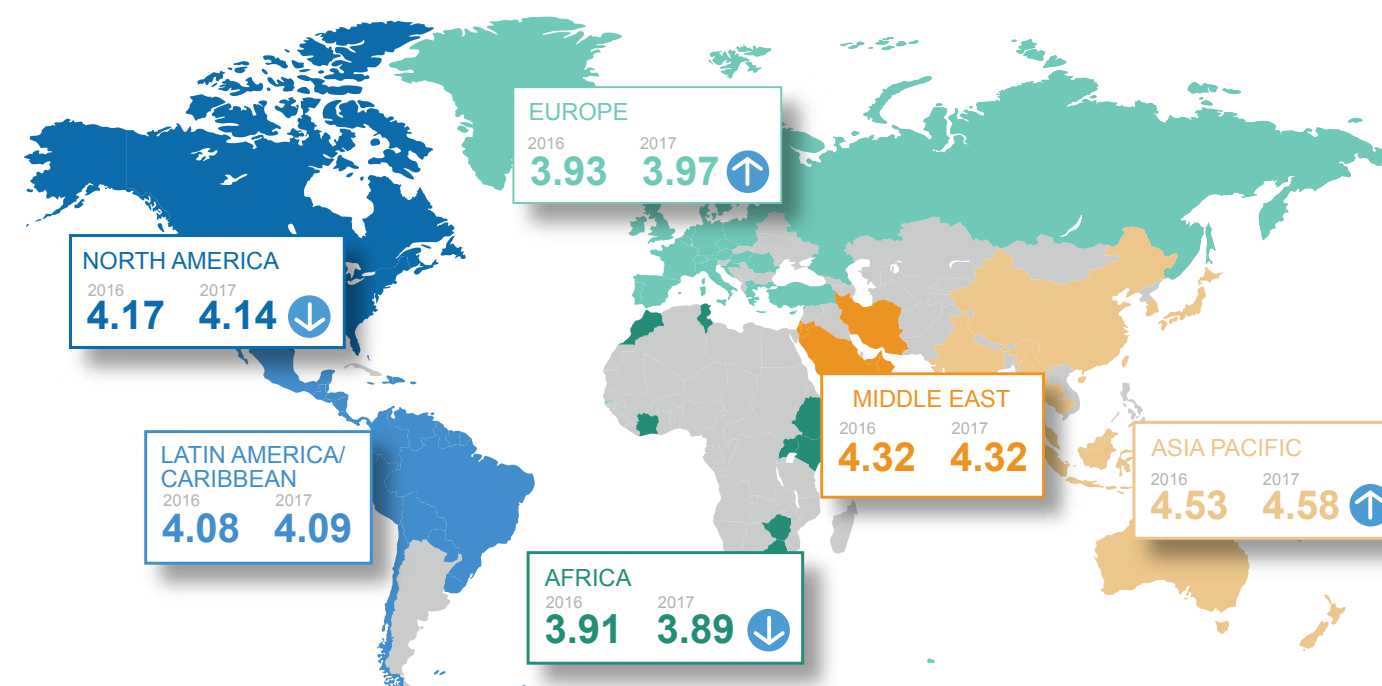 EUROPE
2016 2017
3.93 3.97
NORTH AMERICA
2016 2017
4.17 4.14
MIDDLE EAST
2016 2017
4.32 4.32
ASIA PACIFIC
2016 2017
4.53 4.58
LATIN AMERICA/
CARIBBEAN
2016 2017
4.08 4.09
AFRICA
2016 2017
3.91 3.89